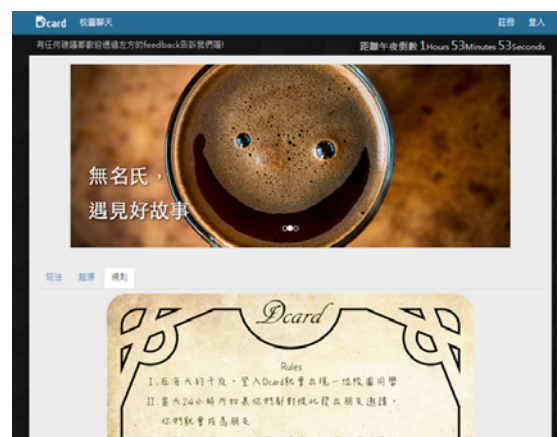 Dcard 校園聊天 註冊 登入
有任何建議都歡迎透過左方的feedback告訴我們喔!
距離午夜倒數 1Hours 53Minutes 53Seconds
無名氏，
遇見好故事
玩法 起源 規則
Dcard
Rules
I.在每天的子夜，登入Dcard就會出現一位校園同學
II.當天24小時內如果你們都對彼此發出朋友邀請，
你們就會成為朋友